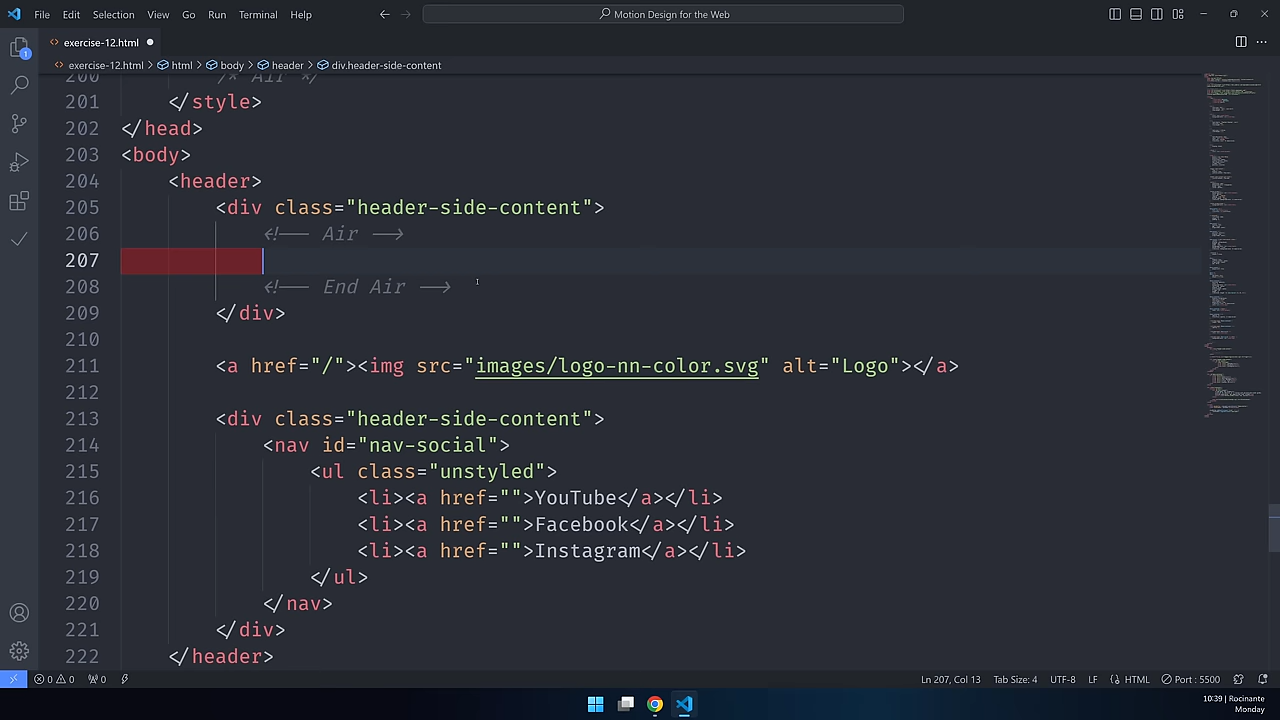 File Edit Selection View Go Run Terminal Help
Motion Design for the Web
exercise-12.html
exercise-12.html > html > body > header > div.header-side-content
1
200 /* Air */
201 </style>
202 </head>
203 <body>
204 <header>
205 <div class="header-side-content">
206 <!-- Air -->
207
208 <!-- End Air -->
209 </div>
210
211 <a href="/"><img src="images/logo-nn-color.svg" alt="Logo"></a>
212
213 <div class="header-side-content">
214 <nav id="nav-social">
215 <ul class="unstyled">
216 <li><a href="">YouTube</a></li>
217 <li><a href="">Facebook</a></li>
218 <li><a href="">Instagram</a></li>
219 </ul>
220 </nav>
221 </div>
222 </header>
0 0 0 Ln 207, Col 13 Tab Size: 4 UTF-8 LF HTML Port : 5500
10:39 | Rocinante
Monday